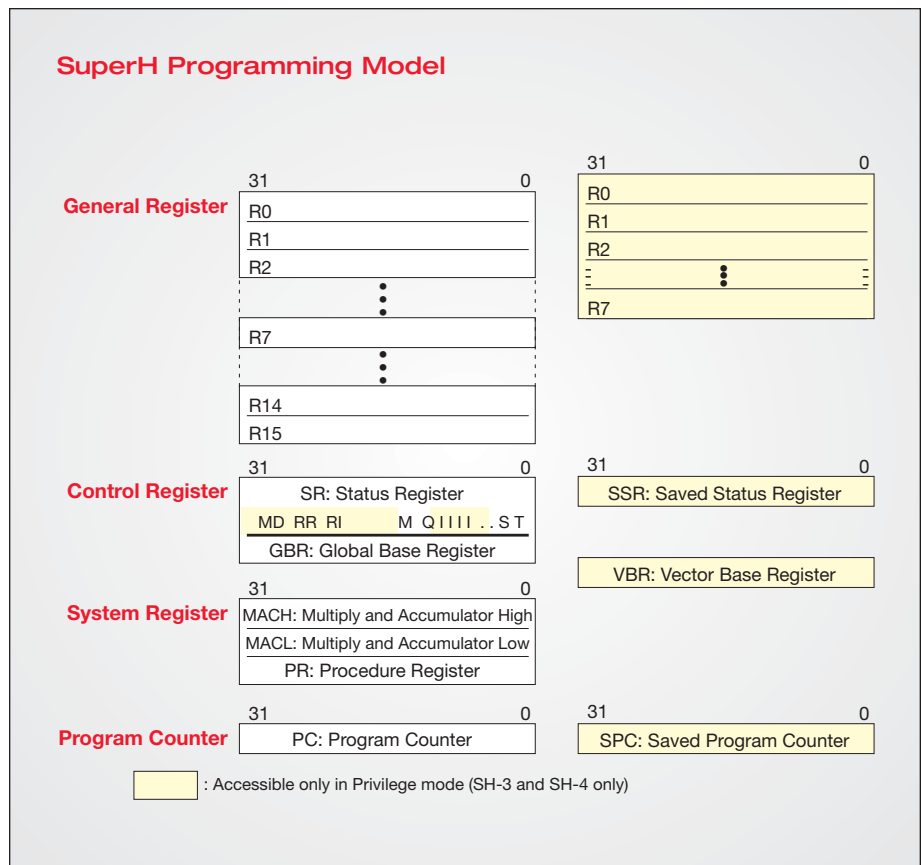 SuperH Programming Model
General Register
31 0
R0
R1
R2
R7
R14
R15
31 0
R0
R1
R2
R7
Control Register
31 0
SR: Status Register
MD RR RI M Q I I I I . . S T
GBR: Global Base Register
31 0
SSR: Saved Status Register
VBR: Vector Base Register
System Register
31 0
MACH: Multiply and Accumulator High
MACL: Multiply and Accumulator Low
PR: Procedure Register
Program Counter
31 0
PC: Program Counter
31 0
SPC: Saved Program Counter
: Accessible only in Privilege mode (SH-3 and SH-4 only)